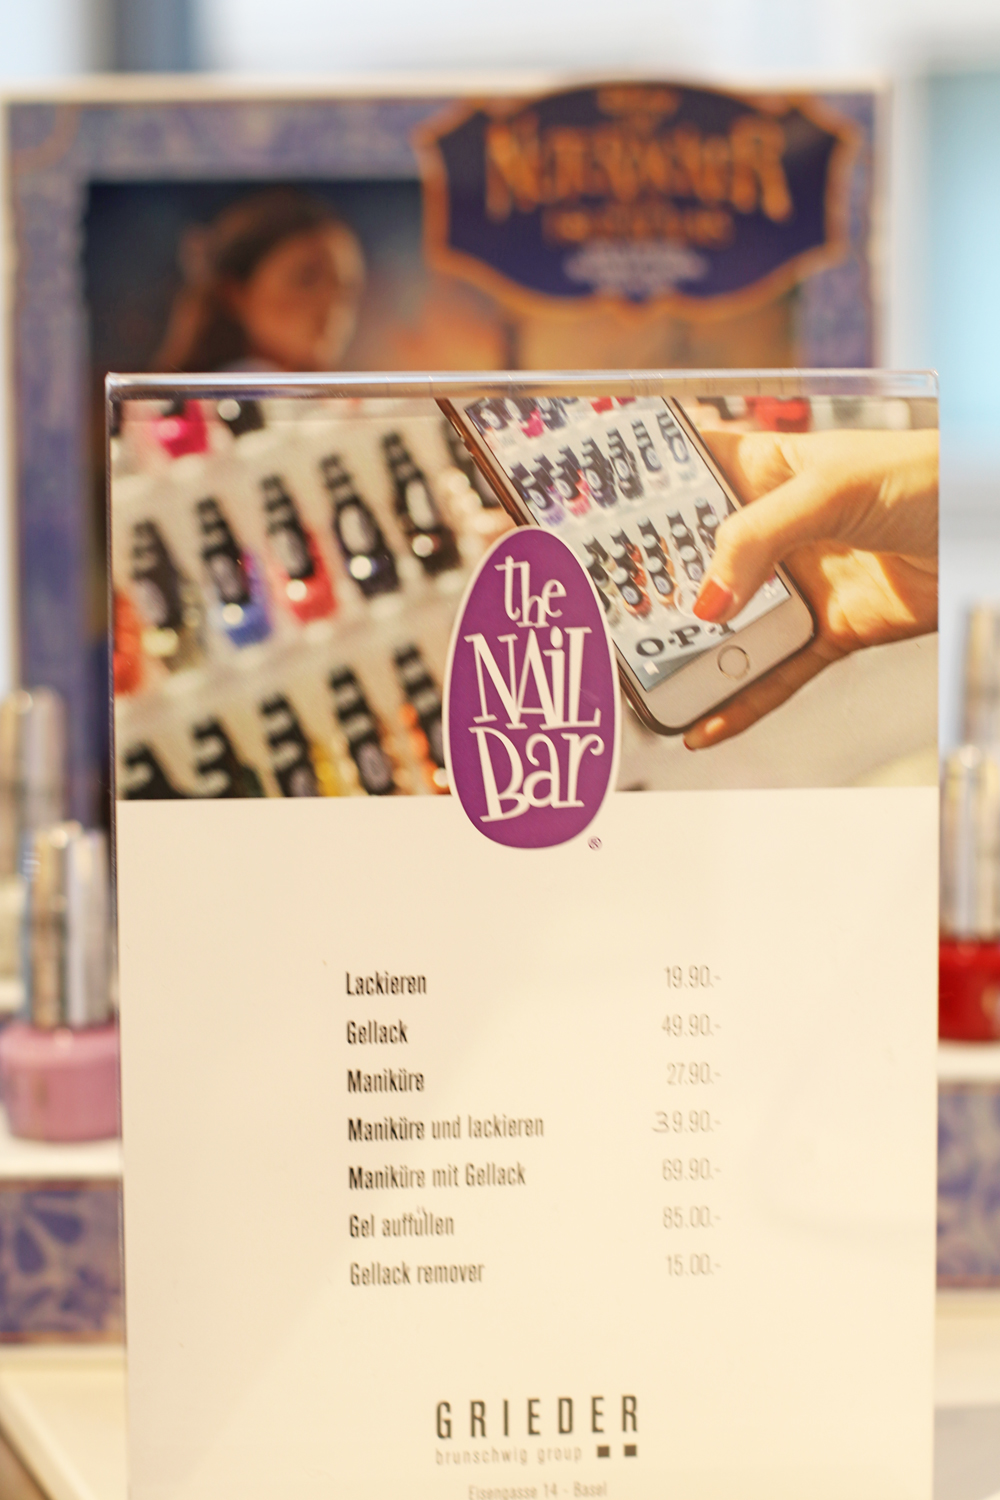 NUTCRACKER
the
NAiL
Bar
®
O·P·I
Lackieren 19.90.-
Gellack 49.90.-
Maniküre 27.90.-
Maniküre und lackieren 39.90.-
Maniküre mit Gellack 69.90.-
Gel auffüllen 85.00.-
Gellack remover 15.00.-
GRIEDER
brunschwig group
Eisengasse 14 - Basel